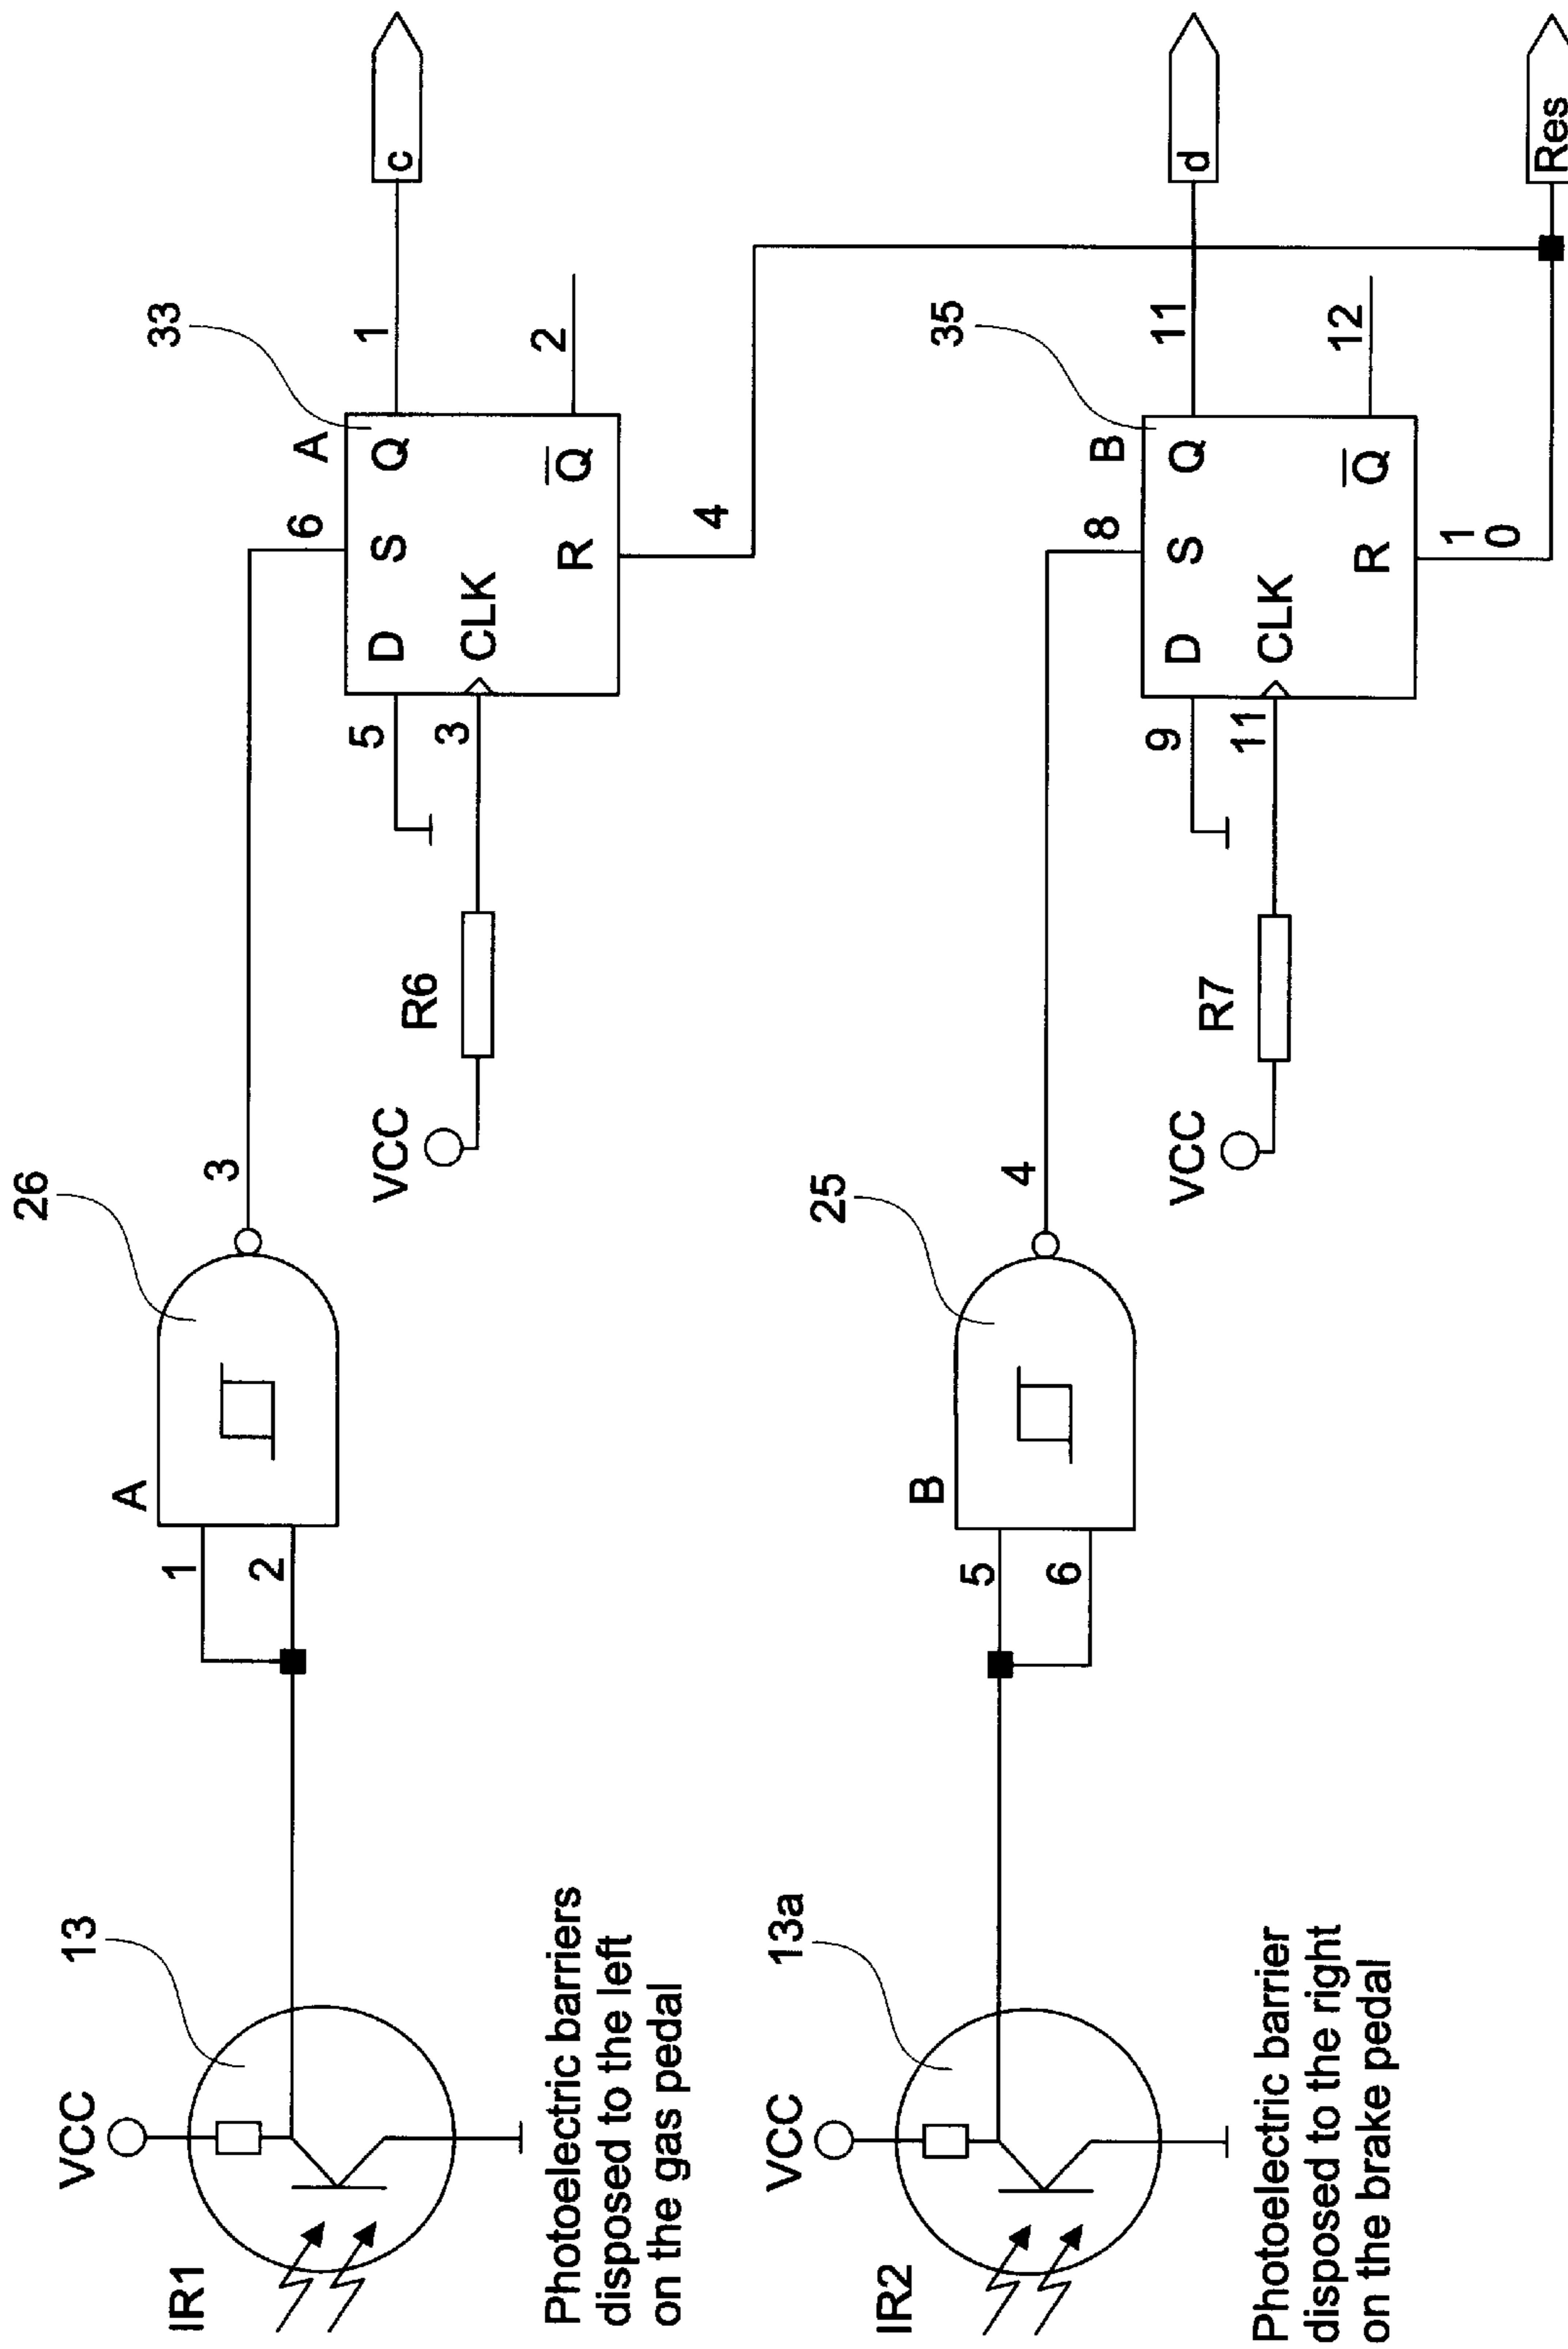 VCC
IR1
13
Photoelectric barriers
disposed to the left
on the gas pedal
1
2
A
26
3
VCC
R6
5
3
6
A
33
D
S
Q
CLK
R
Q
1
2
4
c
VCC
IR2
13a
Photoelectric barrier
disposed to the right
on the brake pedal
5
6
B
25
4
VCC
R7
9
11
8
B
35
D
S
Q
CLK
R
Q
11
12
1
0
d
Res